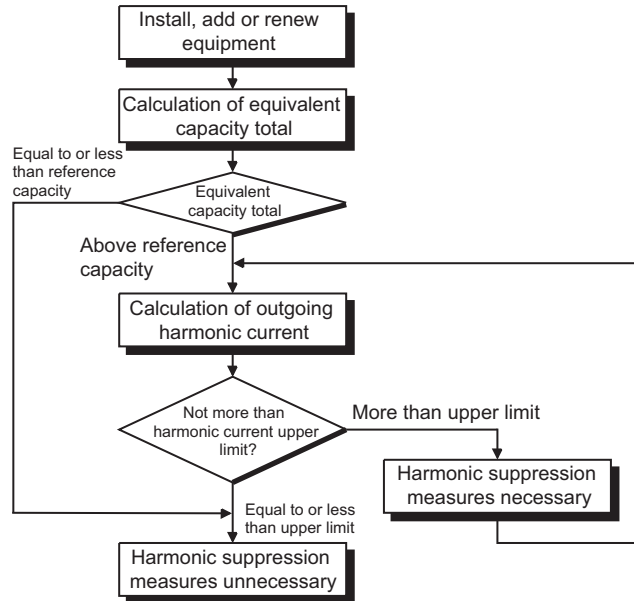 Install, add or renew
equipment
Calculation of equivalent
capacity total
Equal to or less
than reference
capacity
Equivalent
capacity total
Above reference
capacity
Calculation of outgoing
harmonic current
Not more than
harmonic current upper
limit?
More than upper limit
Harmonic suppression
measures necessary
Equal to or less
than upper limit
Harmonic suppression
measures unnecessary